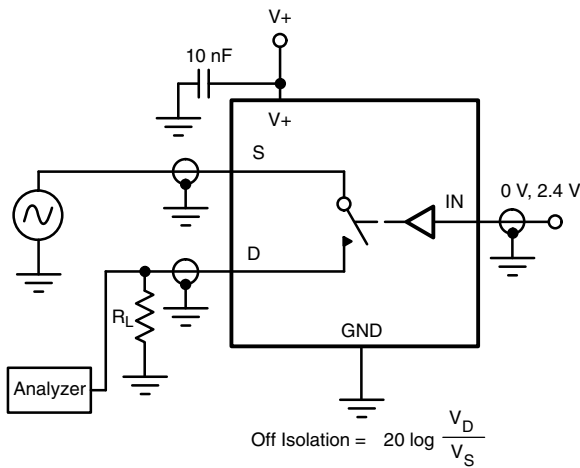 V+
10 nF
V+
S
0 V, 2.4 V
IN
D
R_L
GND
Analyzer
Off Isolation = 20 log V_D / V_S